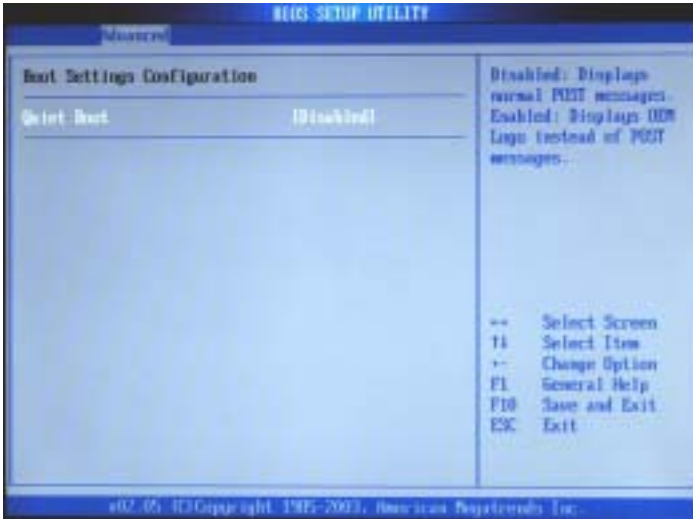 BIOS SETUP UTILITY
Advanced
Boot Settings Configuration
Quiet Boot [Disabled]
Disabled: Displays
normal POST messages.
Enabled: Displays OEM
Logo instead of POST
messages.
←→ Select Screen
↑↓ Select Item
+- Change Option
F1 General Help
F10 Save and Exit
ESC Exit
v02.05 (C)Copyright 1985-2003, American Megatrends Inc.